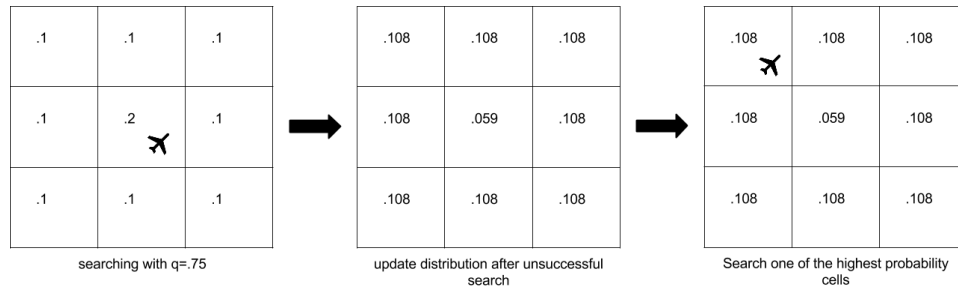 .1 .1 .1
.1 .2 .1
.1 .1 .1
searching with q=.75
.108 .108 .108
.108 .059 .108
.108 .108 .108
update distribution after unsuccessful
search
.108 .108 .108
.108 .059 .108
.108 .108 .108
Search one of the highest probability
cells